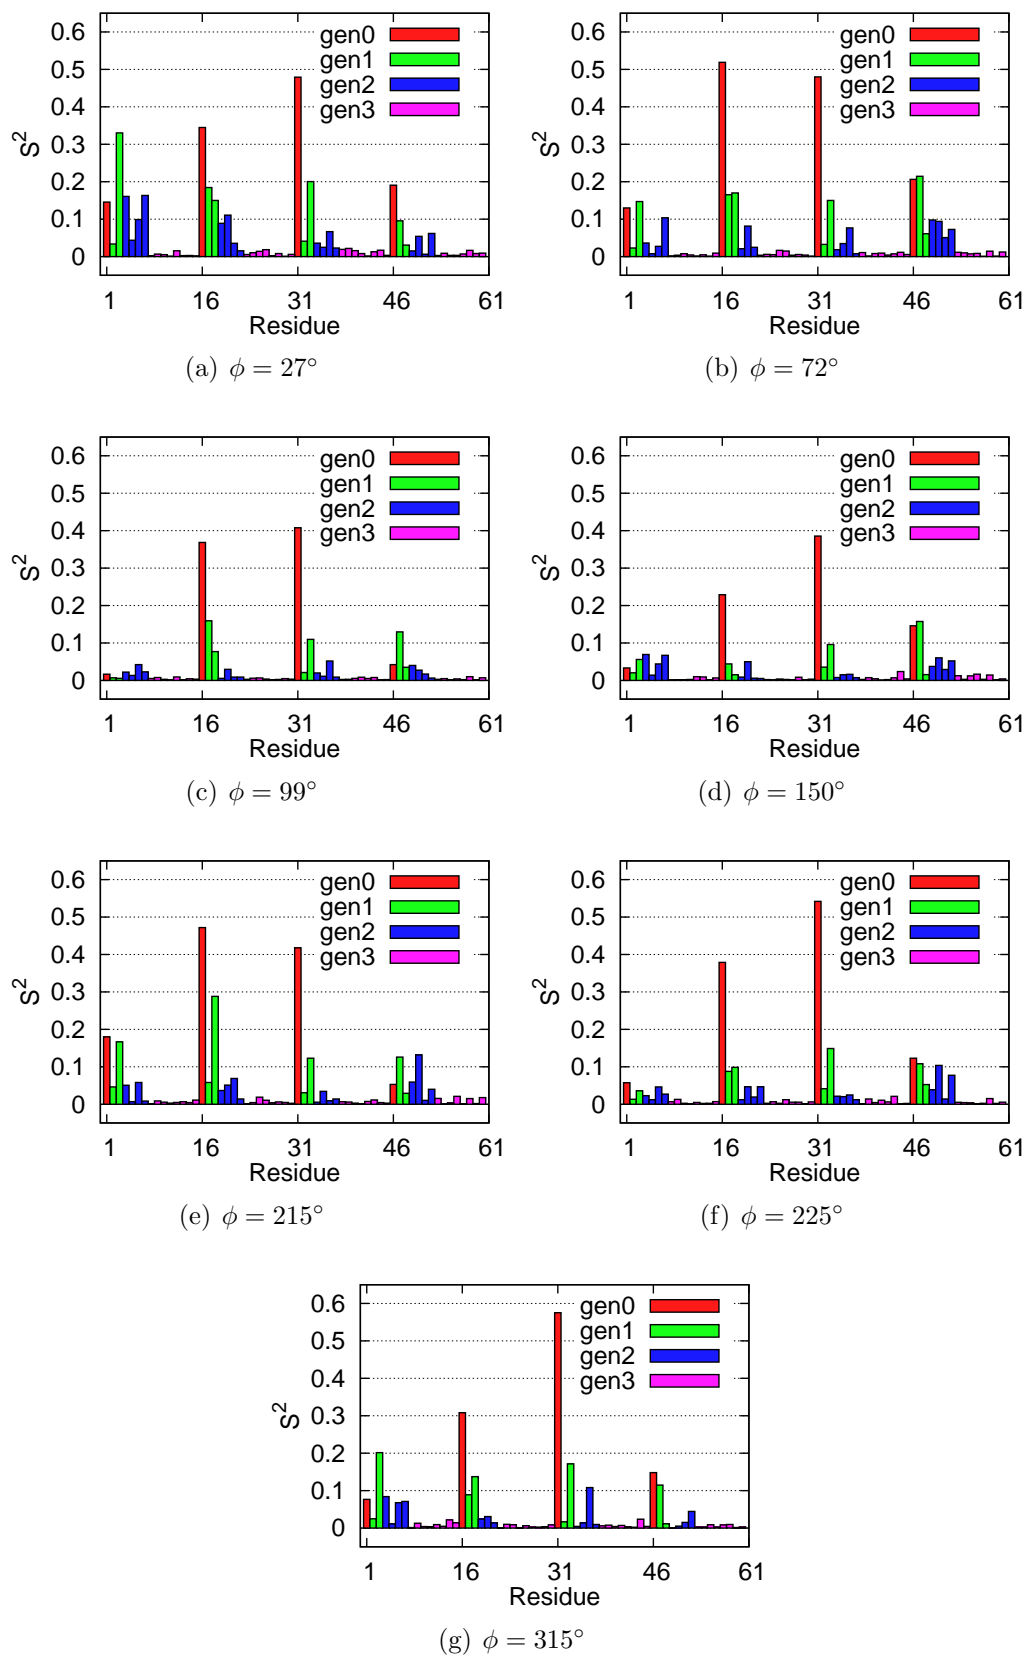 0.6 gen0
0.5 gen1
0.4 gen2
0.3 gen3
0.2
0.1
0
S²
1 16 31 46 61
Residue
(a) ϕ = 27°
0.6 gen0
0.5 gen1
0.4 gen2
0.3 gen3
0.2
0.1
0
S²
1 16 31 46 61
Residue
(b) ϕ = 72°
0.6 gen0
0.5 gen1
0.4 gen2
0.3 gen3
0.2
0.1
0
S²
1 16 31 46 61
Residue
(c) ϕ = 99°
0.6 gen0
0.5 gen1
0.4 gen2
0.3 gen3
0.2
0.1
0
S²
1 16 31 46 61
Residue
(d) ϕ = 150°
0.6 gen0
0.5 gen1
0.4 gen2
0.3 gen3
0.2
0.1
0
S²
1 16 31 46 61
Residue
(e) ϕ = 215°
0.6 gen0
0.5 gen1
0.4 gen2
0.3 gen3
0.2
0.1
0
S²
1 16 31 46 61
Residue
(f) ϕ = 225°
0.6 gen0
0.5 gen1
0.4 gen2
0.3 gen3
0.2
0.1
0
S²
1 16 31 46 61
Residue
(g) ϕ = 315°